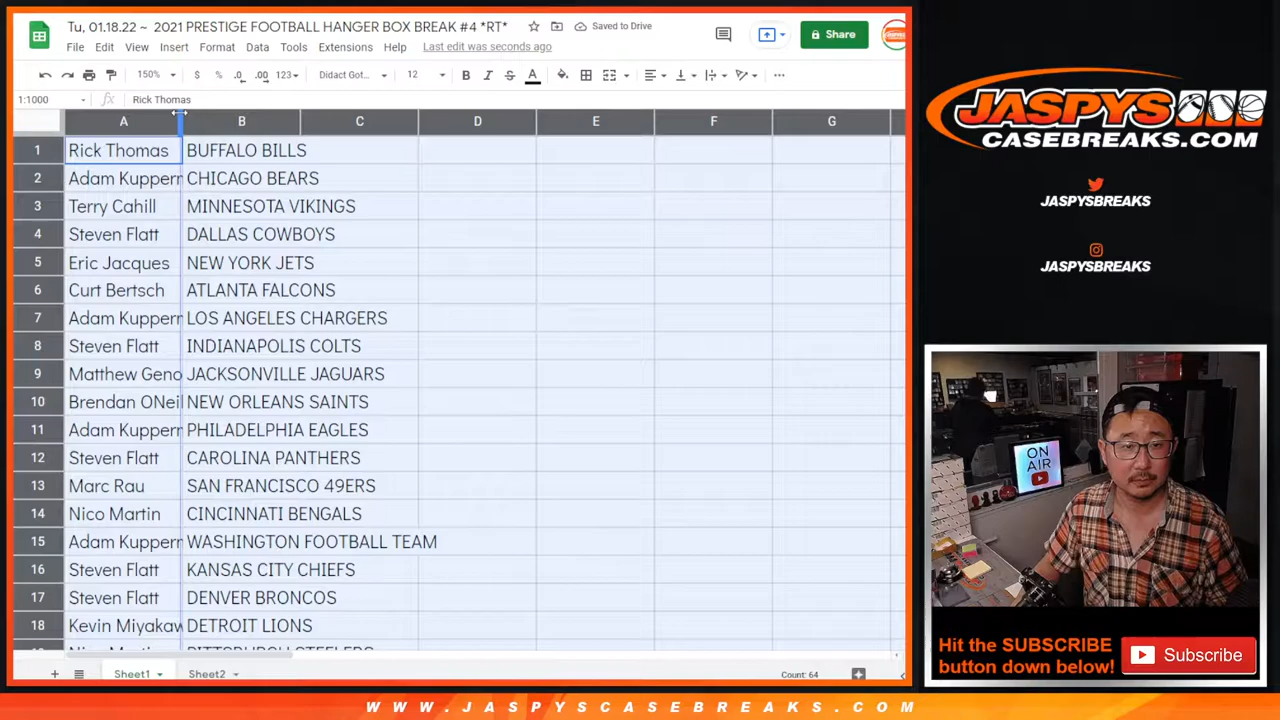 Tu, 01.18.22 ~ 2021 PRESTIGE FOOTBALL HANGER BOX BREAK #4 *RT*
Saved to Drive
File Edit View Insert Format Data Tools Extensions Help Last edit was seconds ago
Share
150% $ % .0 .00 123 Didact Got... 12 B I S A
1:1000 fx Rick Thomas
A B C D E F G
1 Rick Thomas BUFFALO BILLS
2 Adam Kupperm CHICAGO BEARS
3 Terry Cahill MINNESOTA VIKINGS
4 Steven Flatt DALLAS COWBOYS
5 Eric Jacques NEW YORK JETS
6 Curt Bertsch ATLANTA FALCONS
7 Adam Kupperm LOS ANGELES CHARGERS
8 Steven Flatt INDIANAPOLIS COLTS
9 Matthew Geno JACKSONVILLE JAGUARS
10 Brendan ONeil NEW ORLEANS SAINTS
11 Adam Kupperm PHILADELPHIA EAGLES
12 Steven Flatt CAROLINA PANTHERS
13 Marc Rau SAN FRANCISCO 49ERS
14 Nico Martin CINCINNATI BENGALS
15 Adam Kupperm WASHINGTON FOOTBALL TEAM
16 Steven Flatt KANSAS CITY CHIEFS
17 Steven Flatt DENVER BRONCOS
18 Kevin Miyakaw DETROIT LIONS
Sheet1 Sheet2 Count: 64
JASPYS
CASEBREAKS.COM
JASPYSBREAKS
JASPYSBREAKS
ON
AIR
Hit the SUBSCRIBE
button down below!
Subscribe
WWW.JASPYSCASEBREAKS.COM